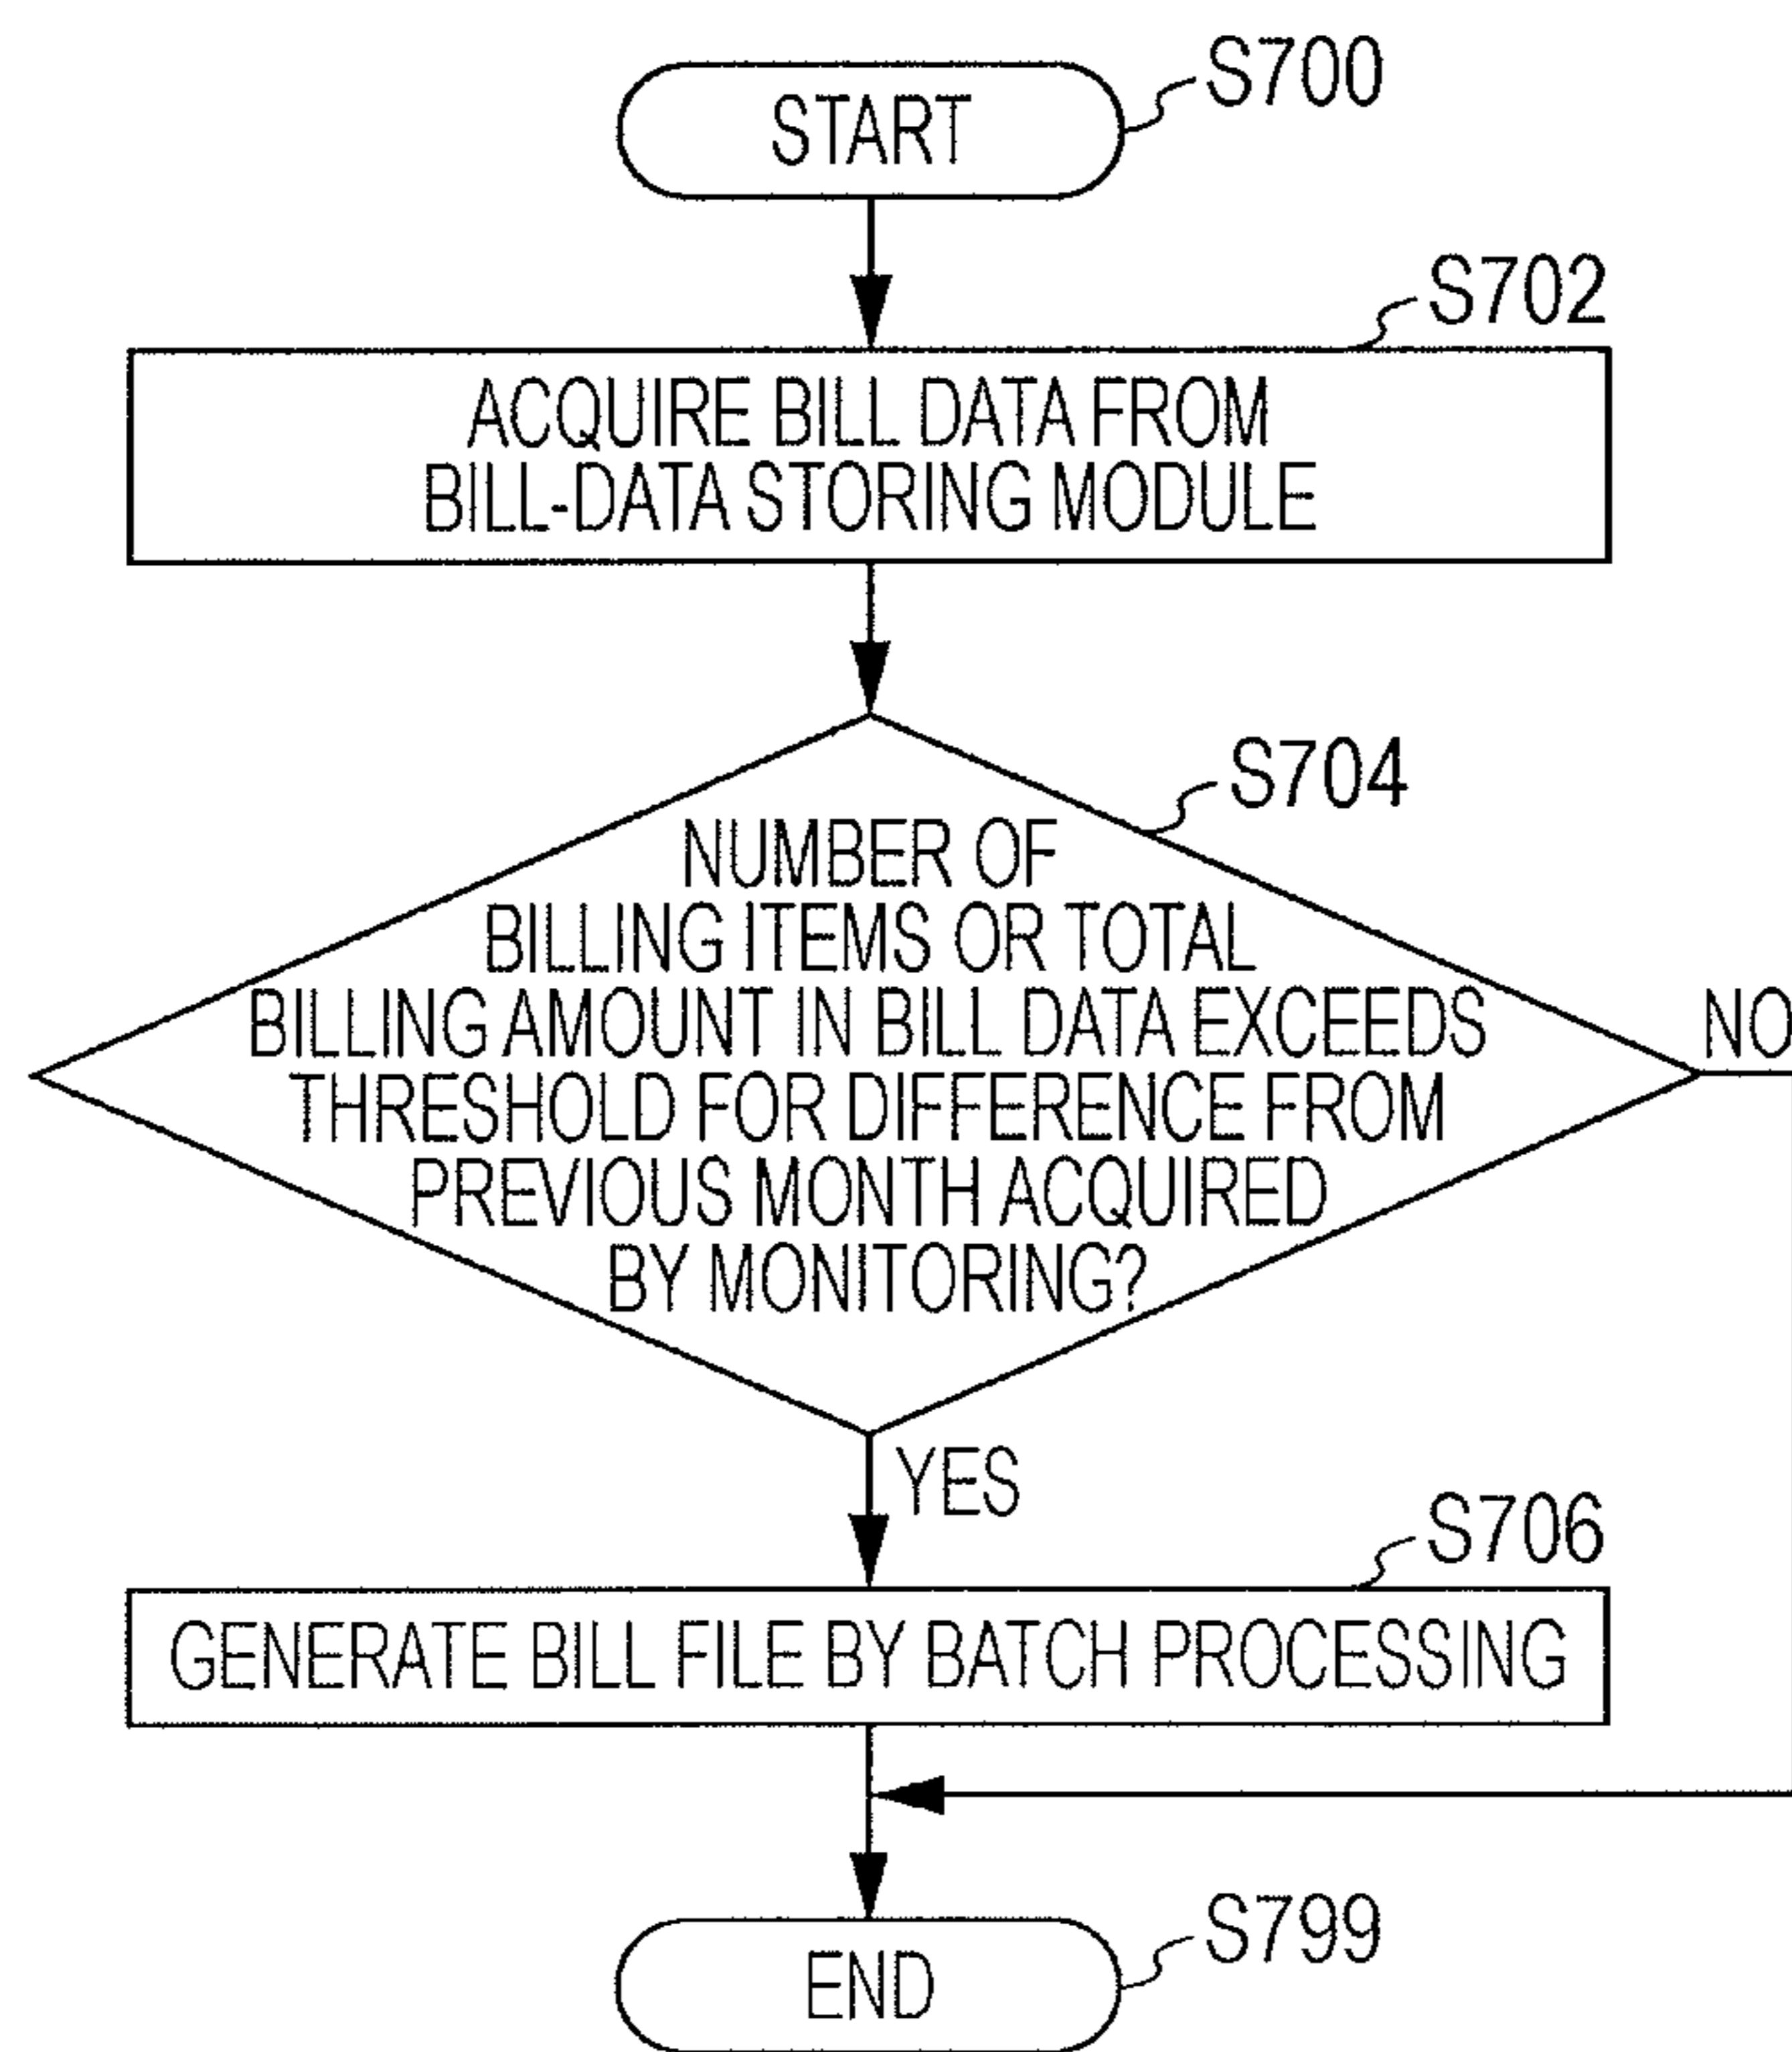 START
S700
S702
ACQUIRE BILL DATA FROM
BILL-DATA STORING MODULE
S704
NUMBER OF
BILLING ITEMS OR TOTAL
BILLING AMOUNT IN BILL DATA EXCEEDS
THRESHOLD FOR DIFFERENCE FROM
PREVIOUS MONTH ACQUIRED
BY MONITORING?
NO
YES
S706
GENERATE BILL FILE BY BATCH PROCESSING
END
S799